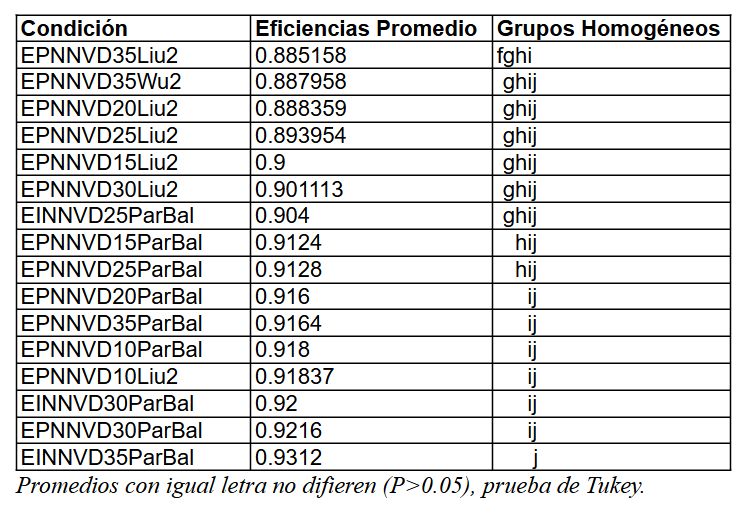 Condición Eficiencias Promedio Grupos Homogéneos
EPNNVD35Liu2 0.885158 fghi
EPNNVD35Wu2 0.887958 ghij
EPNNVD20Liu2 0.888359 ghij
EPNNVD25Liu2 0.893954 ghij
EPNNVD15Liu2 0.9 ghij
EPNNVD30Liu2 0.901113 ghij
EINNVD25ParBal 0.904 ghij
EPNNVD15ParBal 0.9124 hij
EPNNVD25ParBal 0.9128 hij
EPNNVD20ParBal 0.916 ij
EPNNVD35ParBal 0.9164 ij
EPNNVD10ParBal 0.918 ij
EPNNVD10Liu2 0.91837 ij
EINNVD30ParBal 0.92 ij
EPNNVD30ParBal 0.9216 ij
EINNVD35ParBal 0.9312 j
Promedios con igual letra no difieren (P>0.05), prueba de Tukey.